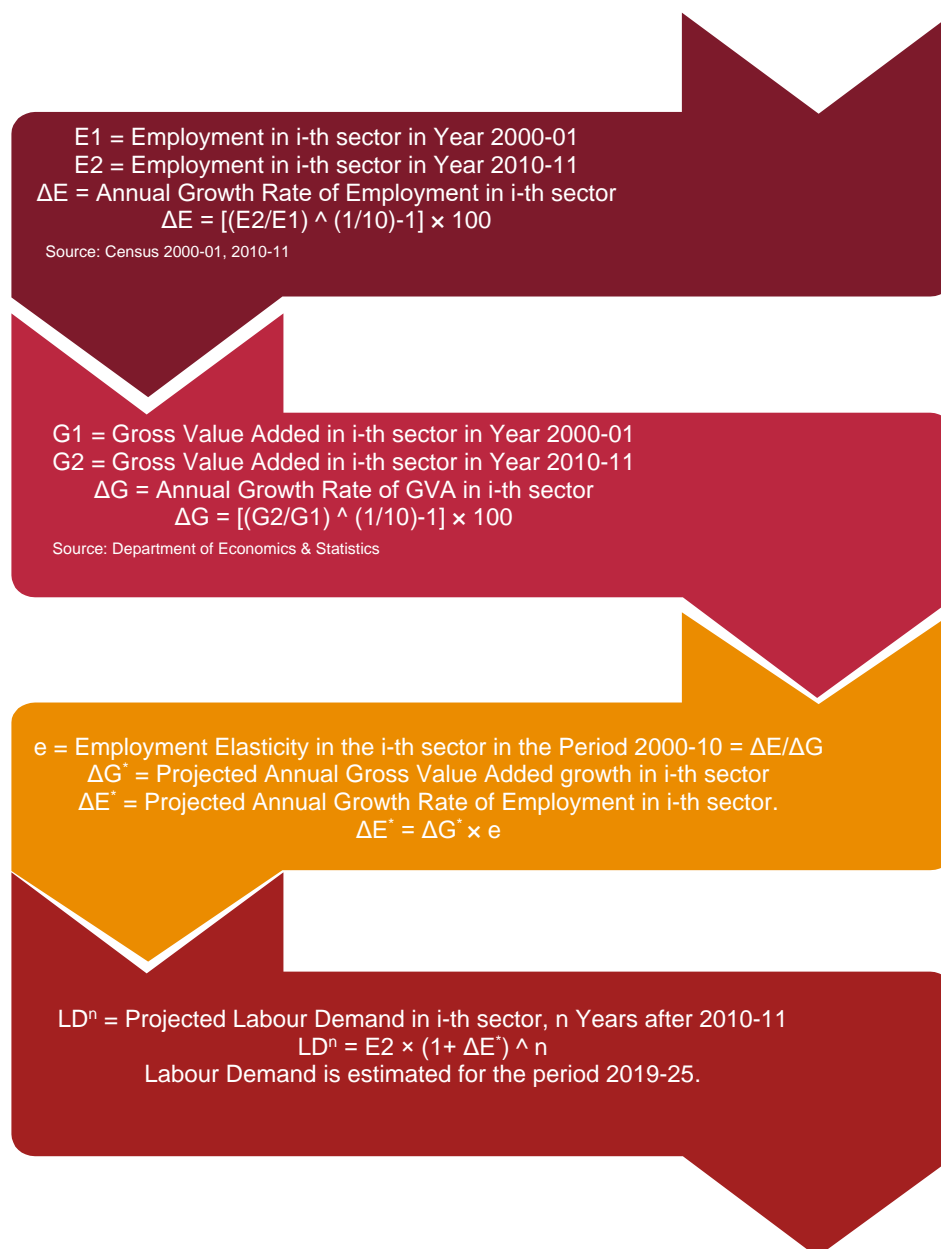 E1 = Employment in i-th sector in Year 2000-01
E2 = Employment in i-th sector in Year 2010-11
ΔE = Annual Growth Rate of Employment in i-th sector
ΔE = [(E2/E1) ^ (1/10)-1] × 100
Source: Census 2000-01, 2010-11
G1 = Gross Value Added in i-th sector in Year 2000-01
G2 = Gross Value Added in i-th sector in Year 2010-11
ΔG = Annual Growth Rate of GVA in i-th sector
ΔG = [(G2/G1) ^ (1/10)-1] × 100
Source: Department of Economics & Statistics
e = Employment Elasticity in the i-th sector in the Period 2000-10 = ΔE/ΔG
ΔG* = Projected Annual Gross Value Added growth in i-th sector
ΔE* = Projected Annual Growth Rate of Employment in i-th sector.
ΔE* = ΔG* × e
LDⁿ = Projected Labour Demand in i-th sector, n Years after 2010-11
LDⁿ = E2 × (1+ ΔE*) ^ n
Labour Demand is estimated for the period 2019-25.